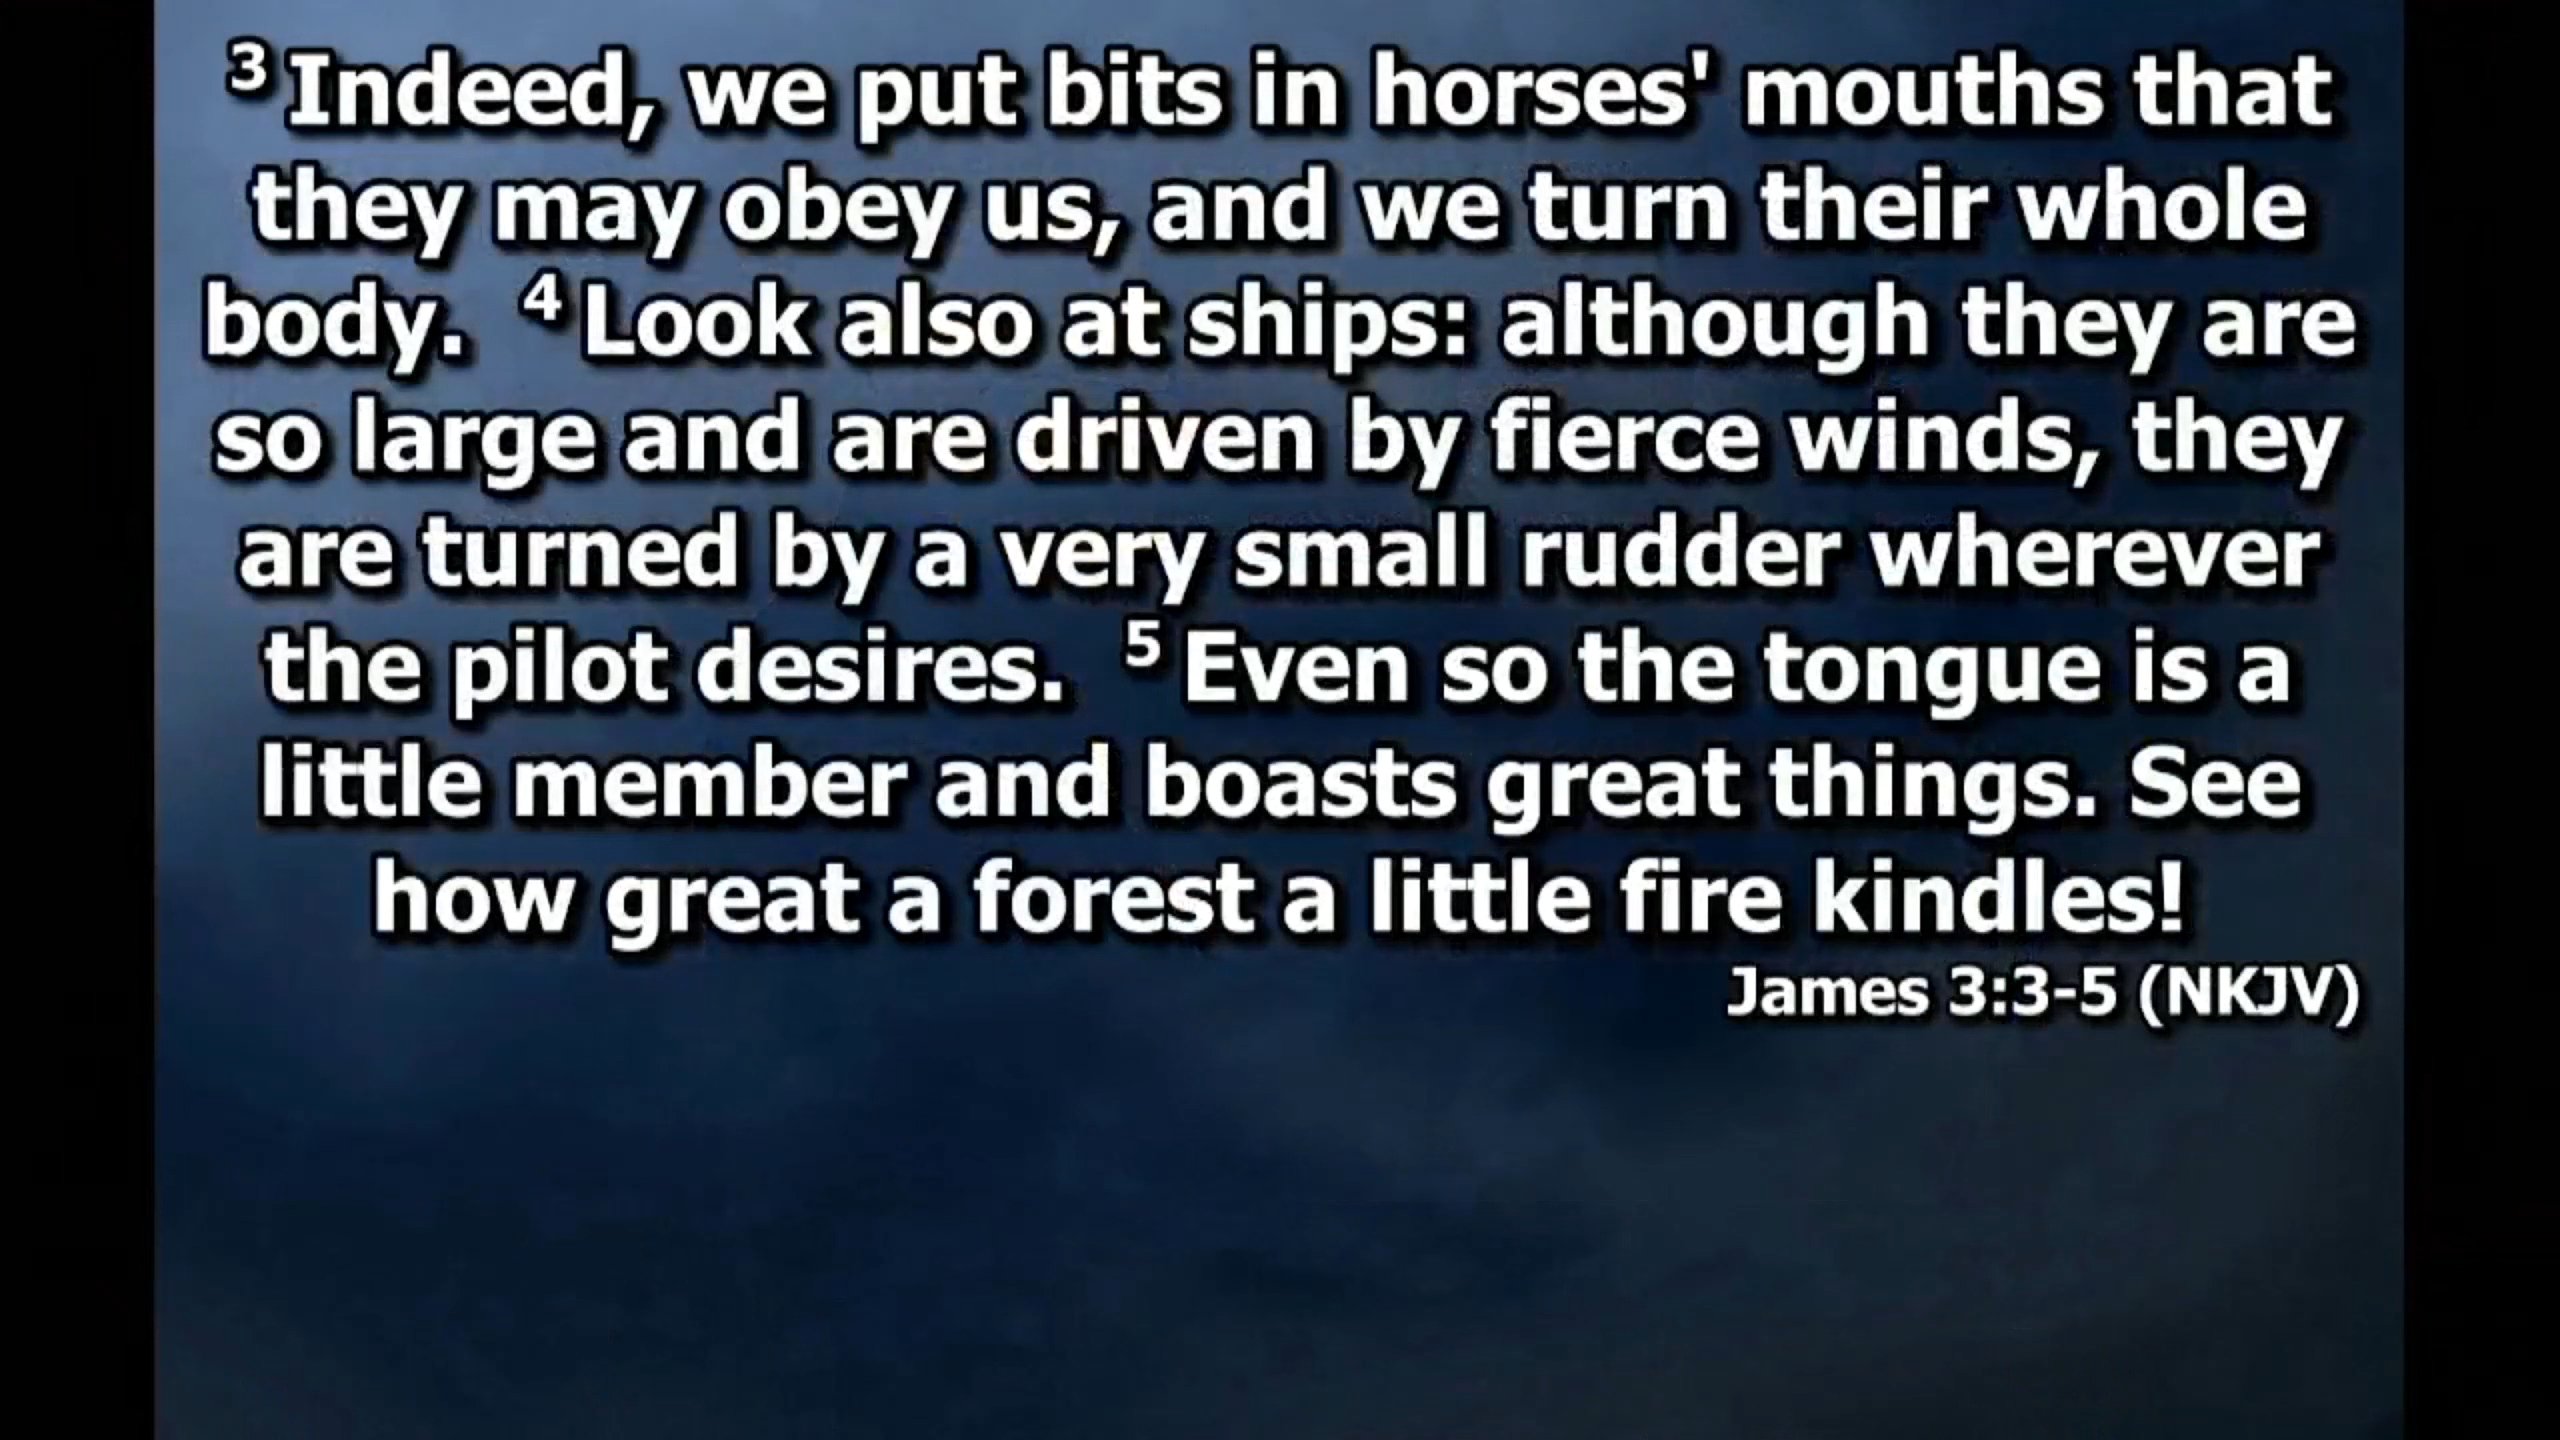 3 Indeed, we put bits in horses' mouths that
they may obey us, and we turn their whole
body. 4 Look also at ships: although they are
so large and are driven by fierce winds, they
are turned by a very small rudder wherever
the pilot desires. 5 Even so the tongue is a
little member and boasts great things. See
how great a forest a little fire kindles!
James 3:3-5 (NKJV)